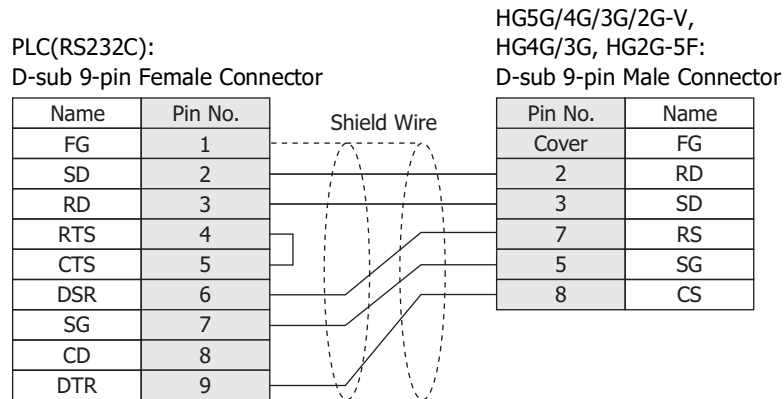 PLC(RS232C):
D-sub 9-pin Female Connector
Name Pin No.
FG 1
SD 2
RD 3
RTS 4
CTS 5
DSR 6
SG 7
CD 8
DTR 9
Shield Wire
HG5G/4G/3G/2G-V,
HG4G/3G, HG2G-5F:
D-sub 9-pin Male Connector
Pin No. Name
Cover FG
2 RD
3 SD
7 RS
5 SG
8 CS